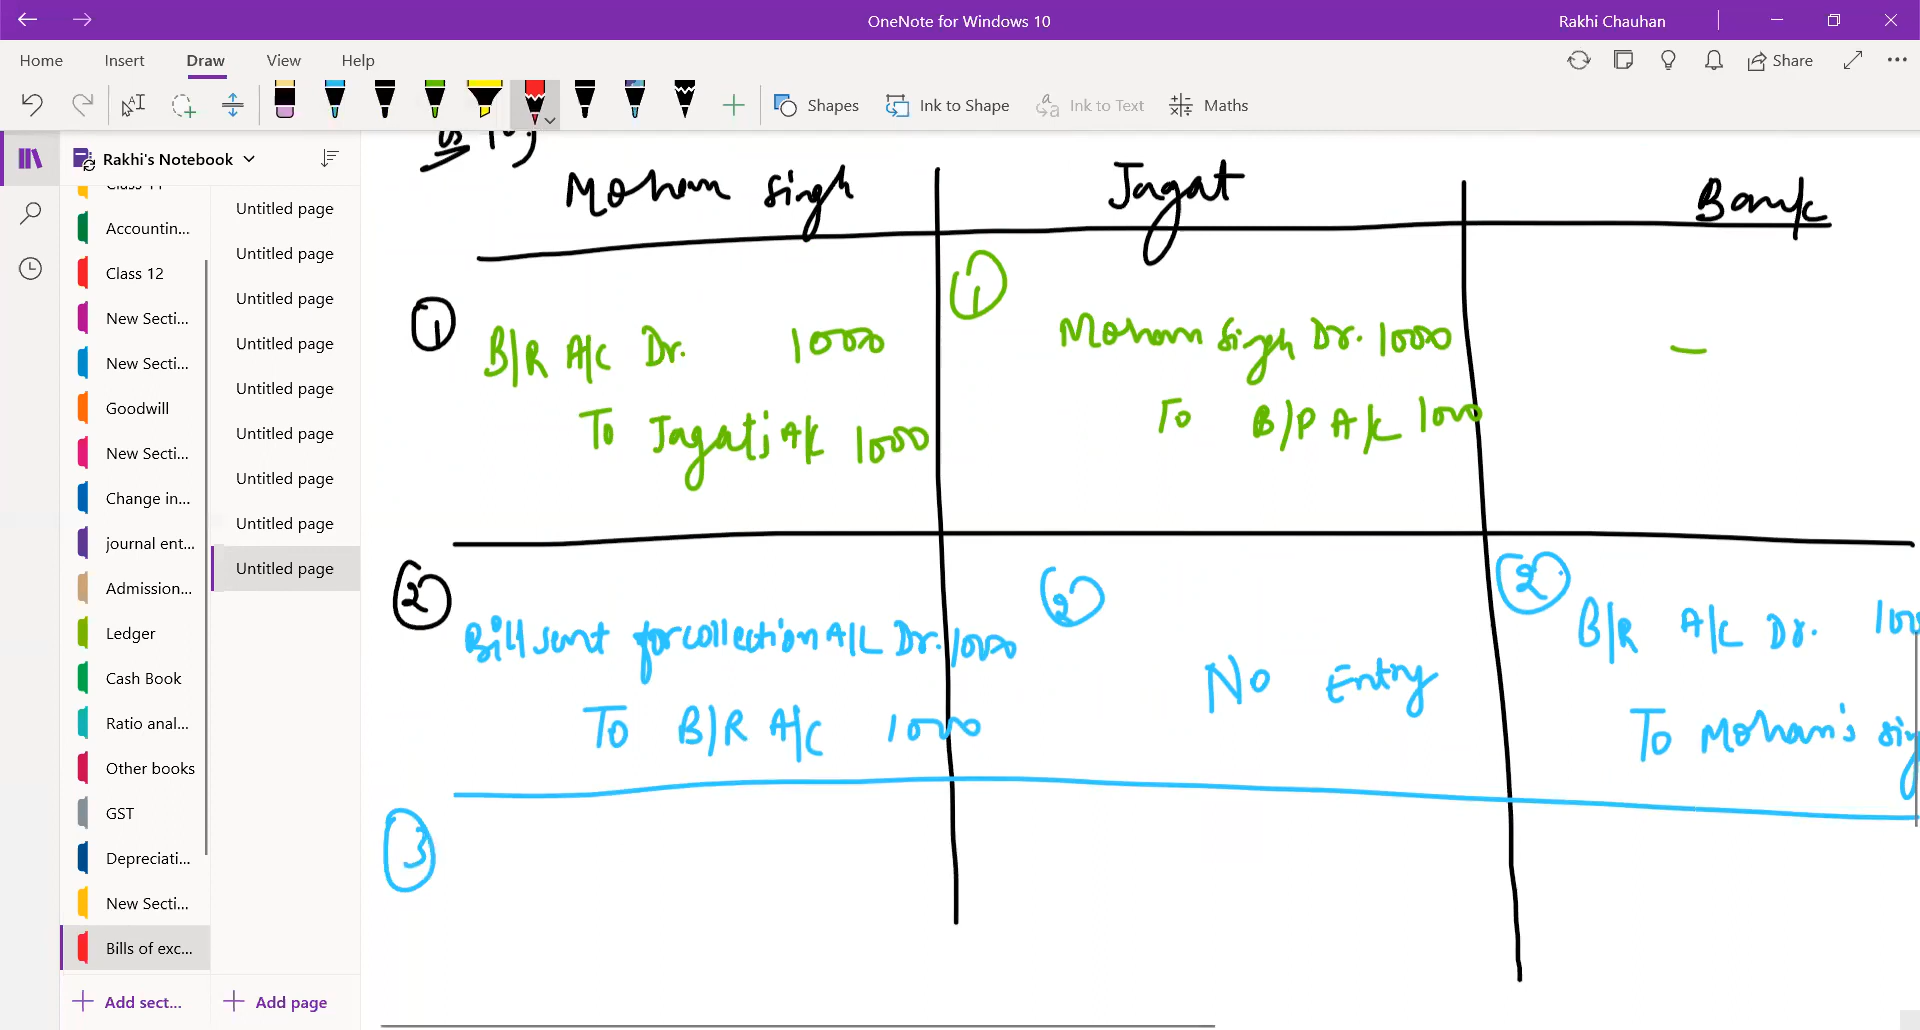 OneNote for Windows 10
Rakhi Chauhan
Home Insert Draw View Help
Share
Shapes
Ink to Shape
Ink to Text
Maths
Rakhi's Notebook
Accountin...
Class 12
New Secti...
New Secti...
Goodwill
New Secti...
Change in...
journal ent...
Admission...
Ledger
Cash Book
Ratio anal...
Other books
GST
Depreciati...
New Secti...
Bills of exc...
Add sect...
Untitled page
Untitled page
Untitled page
Untitled page
Untitled page
Untitled page
Untitled page
Untitled page
Untitled page
Add page
Mohan Singh Jagat Bank
1 B/R A/C Dr. 1000
To Jagat's A/C 1000
1 Mohan Singh Dr. 1000
To B/P A/C 1000
-
2 Bill sent for collection A/C Dr. 1000
To B/R A/C 1000
2 No Entry
2 B/R A/C Dr. 100
To Mohan's Sing
3